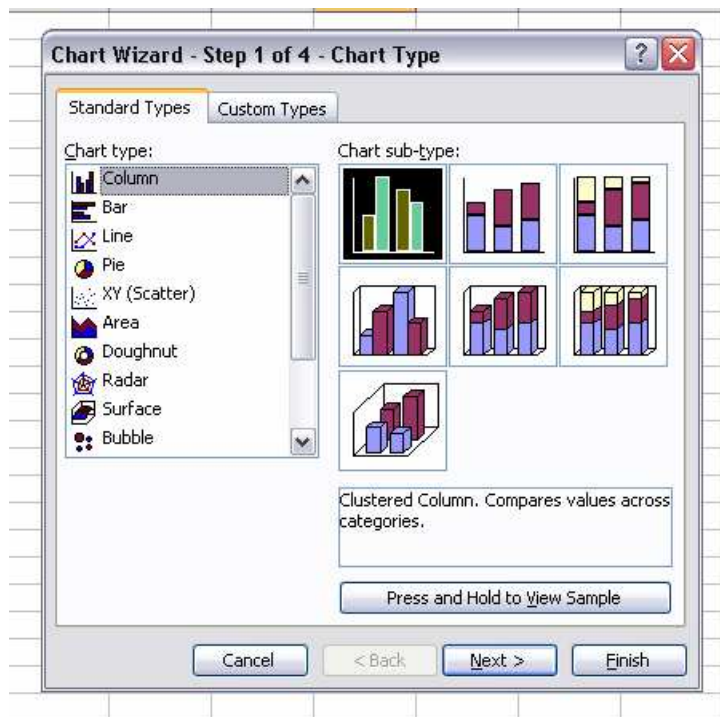 Chart Wizard - Step 1 of 4 - Chart Type
Standard Types
Custom Types
Chart type:
Column
Bar
Line
Pie
XY (Scatter)
Area
Doughnut
Radar
Surface
Bubble
Chart sub-type:
Clustered Column. Compares values across
categories.
Press and Hold to View Sample
Cancel
< Back
Next >
Finish